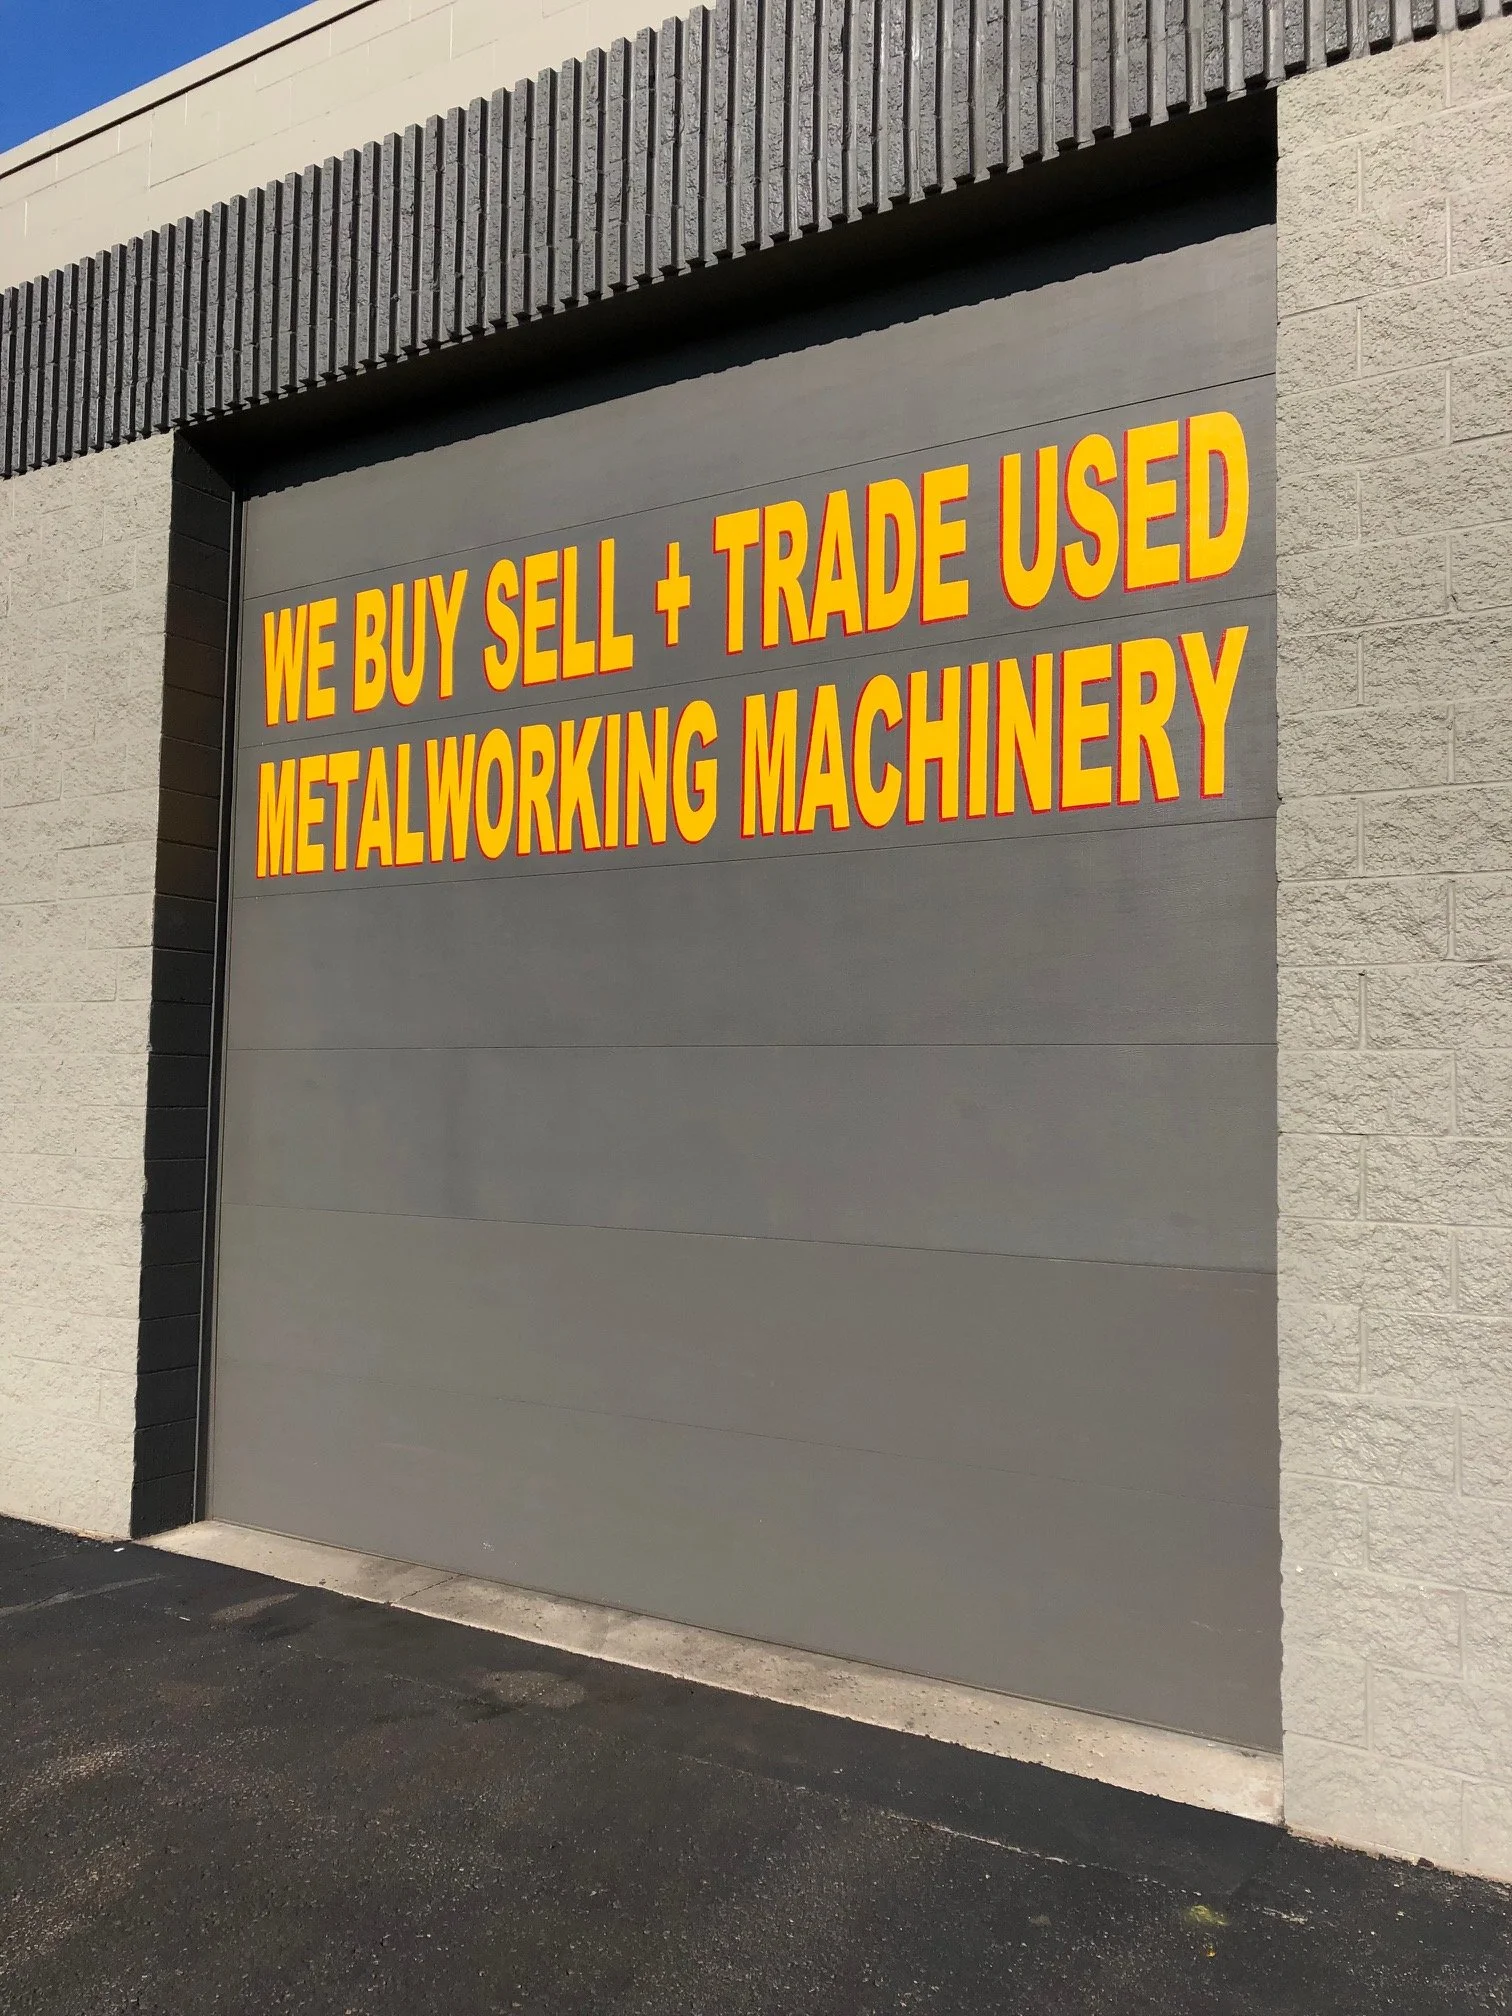 WE BUY SELL + TRADE USED
METALWORKING MACHINERY